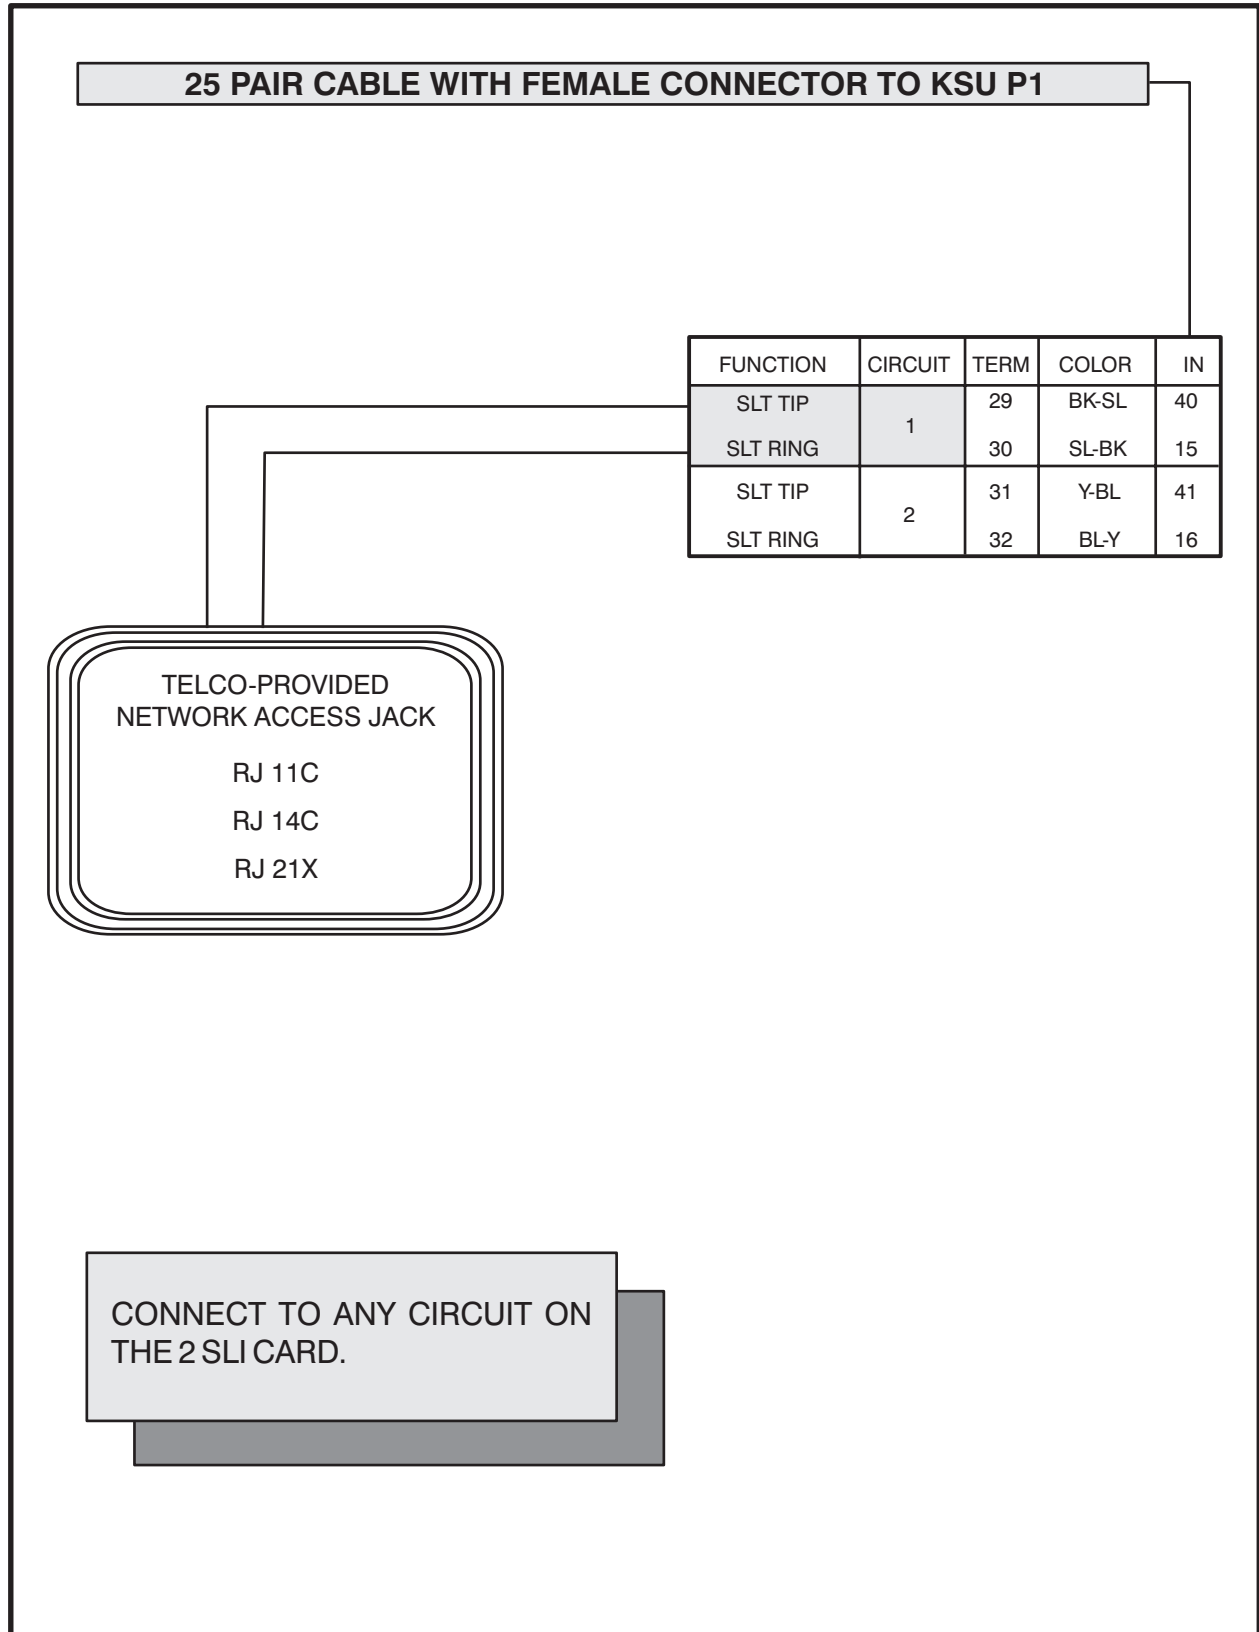 25 PAIR CABLE WITH FEMALE CONNECTOR TO KSU P1
FUNCTION CIRCUIT TERM COLOR IN
SLT TIP 1 29 BK-SL 40
SLT RING 30 SL-BK 15
SLT TIP 2 31 Y-BL 41
SLT RING 32 BL-Y 16
TELCO-PROVIDED
NETWORK ACCESS JACK
RJ 11C
RJ 14C
RJ 21X
CONNECT TO ANY CIRCUIT ON
THE 2 SLI CARD.